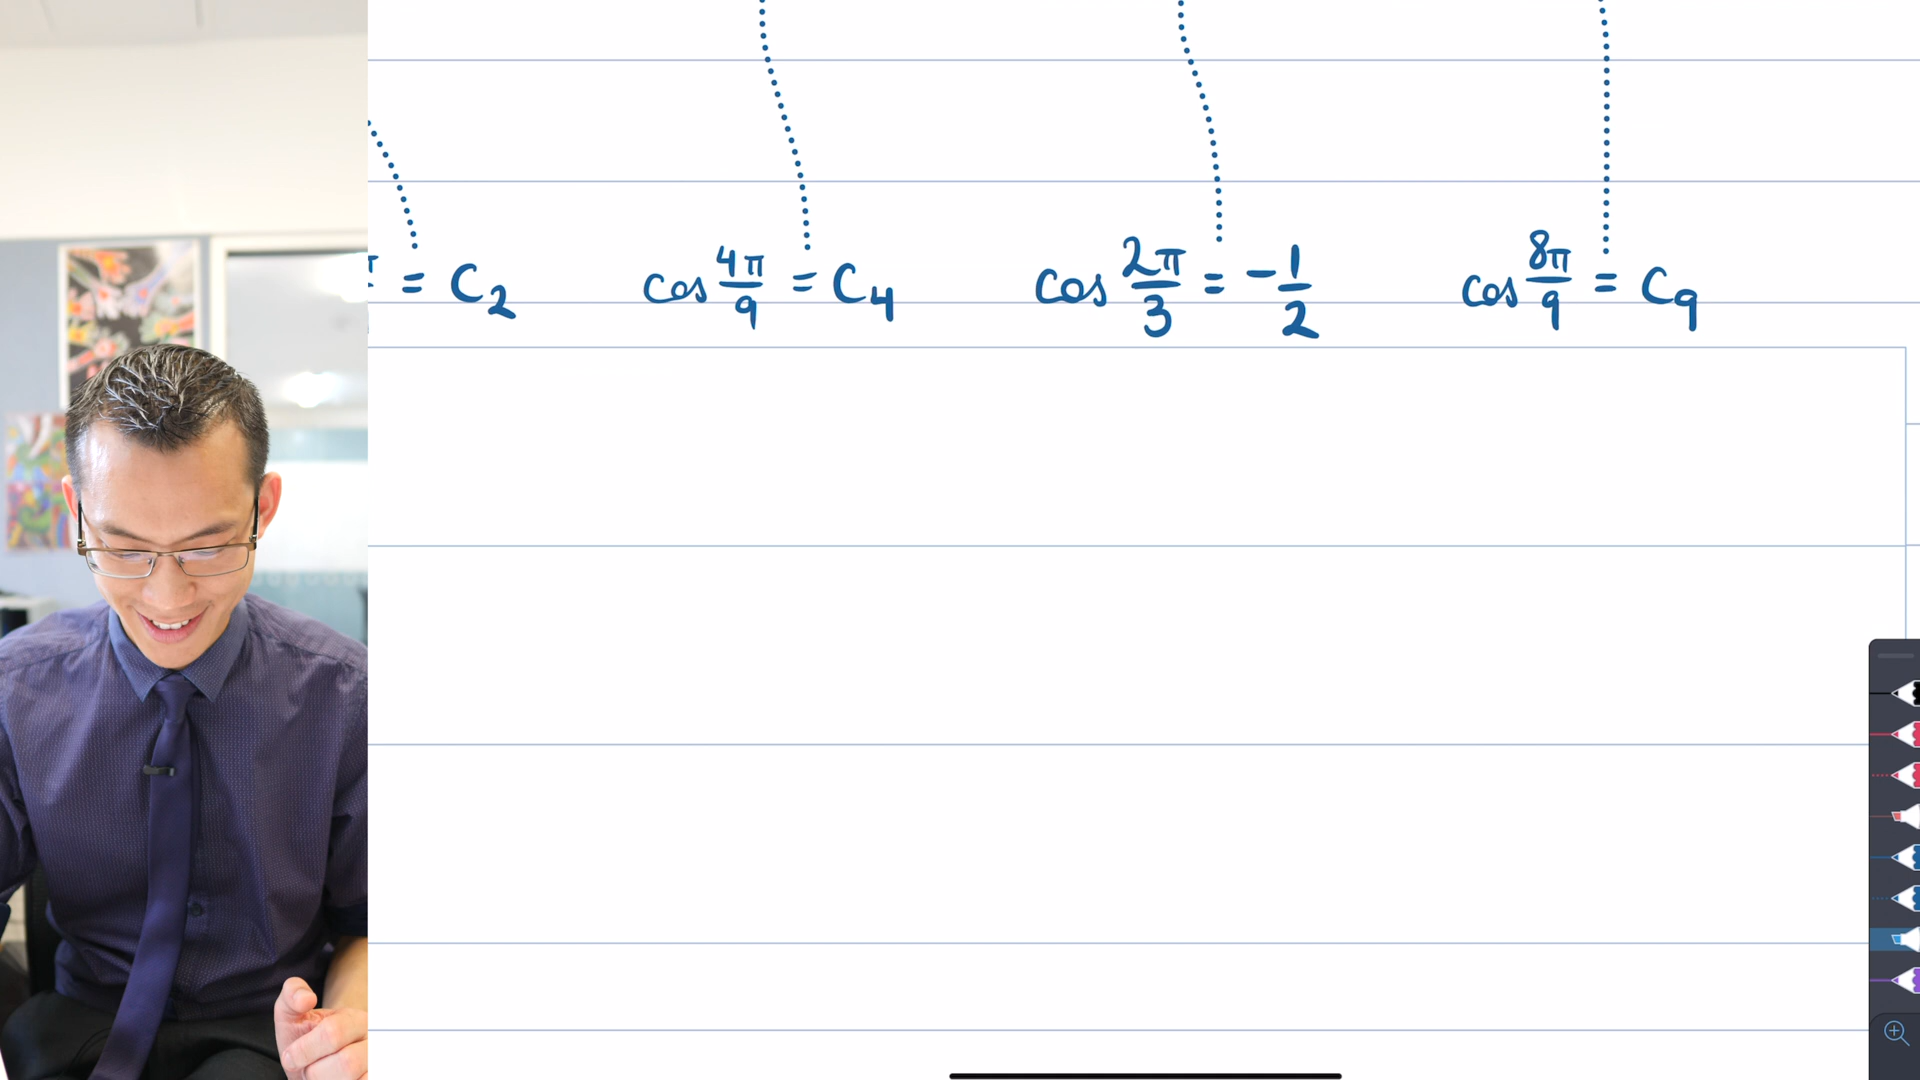 = C₂ cos 4π/9 = C₄ cos 2π/3 = -1/2 cos 8π/9 = C₉